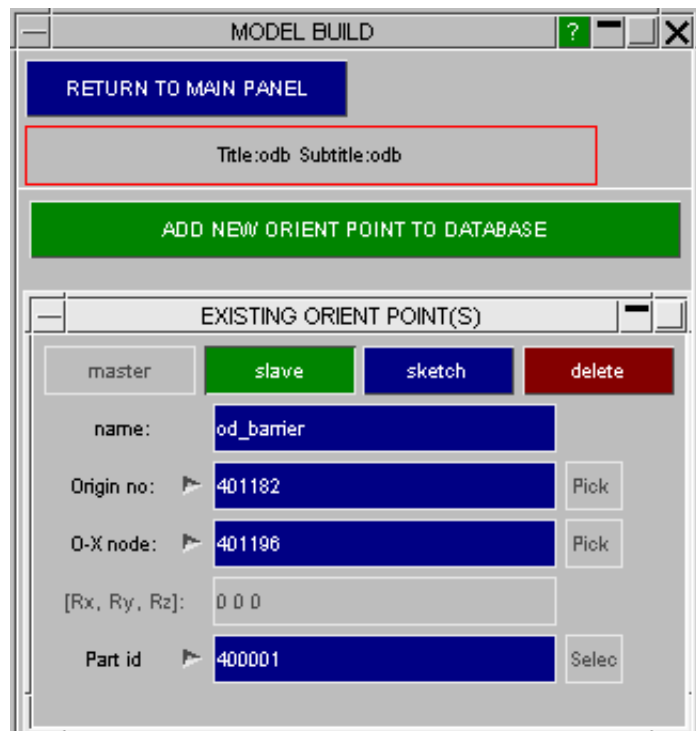 MODEL BUILD ?
RETURN TO MAIN PANEL
Title:odb Subtitle:odb
ADD NEW ORIENT POINT TO DATABASE
EXISTING ORIENT POINT(S)
master slave sketch delete
name: od_barrier
Origin no: 401182 Pick
O-X node: 401196 Pick
[Rx, Ry, Rz]: 0 0 0
Part id 400001 Selec